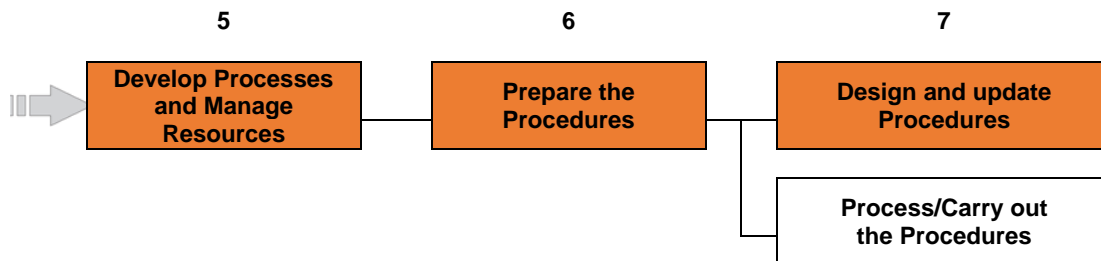 5 6 7
Develop Processes
and Manage
Resources
Prepare the
Procedures
Design and update
Procedures
Process/Carry out
the Procedures